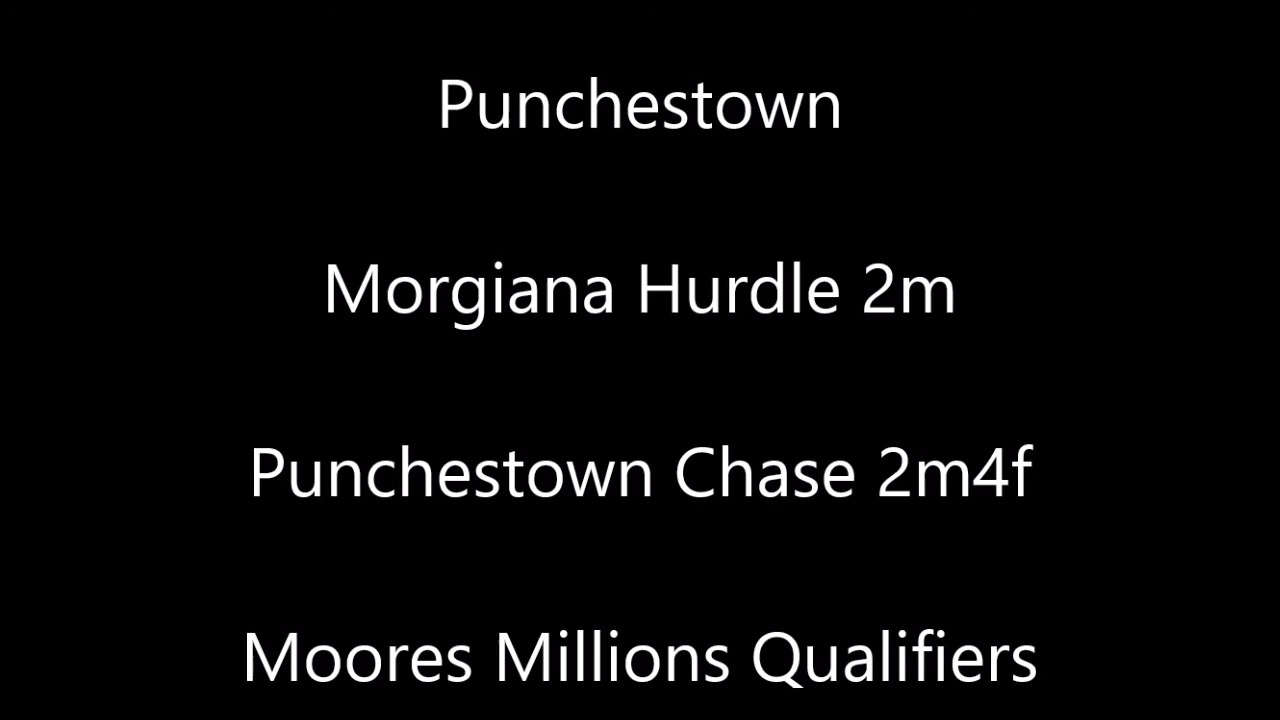 Punchestown
Morgiana Hurdle 2m
Punchestown Chase 2m4f
Moores Millions Qualifiers